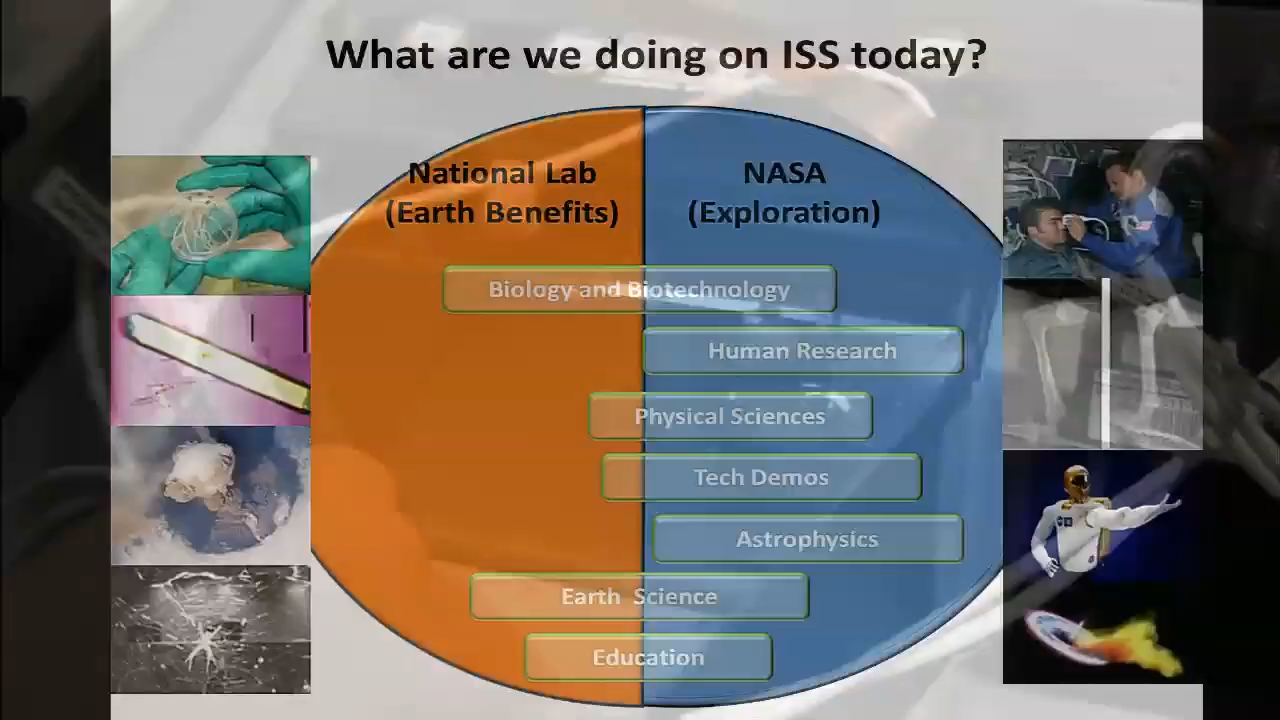 What are we doing on ISS today?
National Lab
(Earth Benefits)
NASA
(Exploration)
Biology and Biotechnology
Human Research
Physical Sciences
Tech Demos
Astrophysics
Earth Science
Education